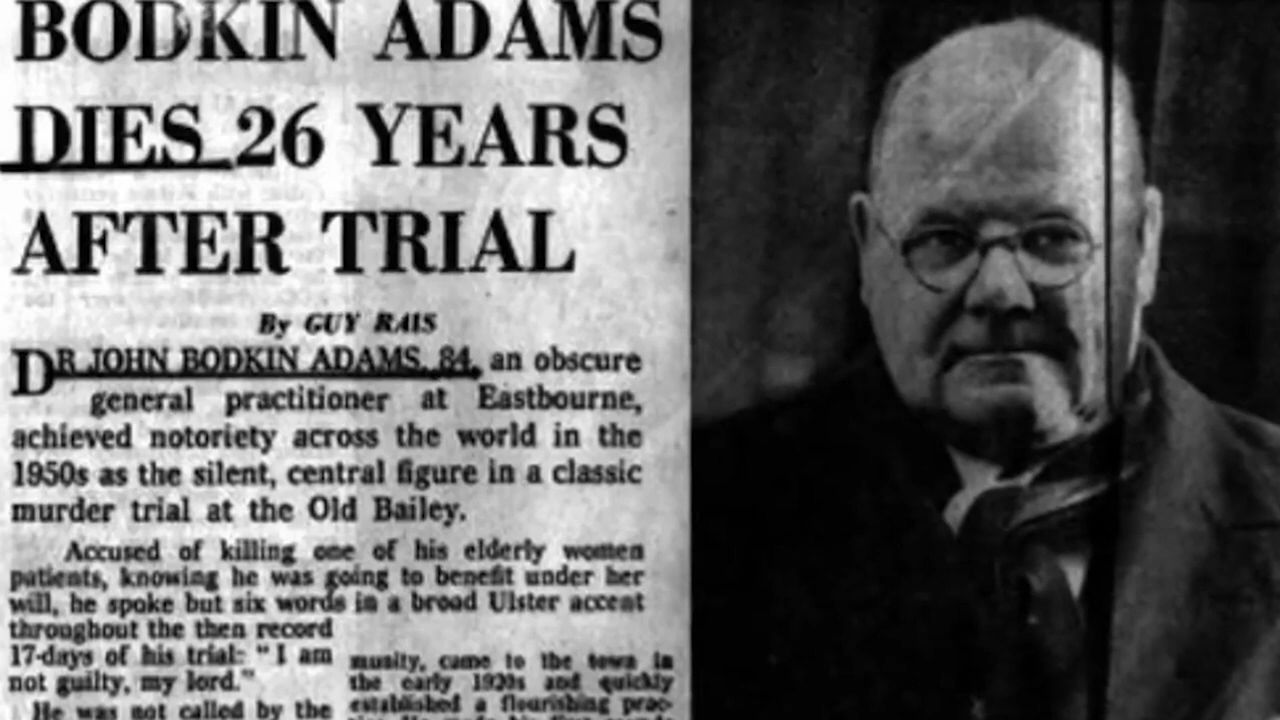 BODKIN ADAMS
DIES 26 YEARS
AFTER TRIAL
By GUY RAIS
DR JOHN BODKIN ADAMS, 84, an obscure
general practitioner at Eastbourne,
achieved notoriety across the world in the
1950s as the silent, central figure in a classic
murder trial at the Old Bailey.
Accused of killing one of his elderly women
patients, knowing he was going to benefit under her
will, he spoke but six words in a broad Ulster accent
throughout the then record
17-days of his trial: "I am
not guilty, my lord."
He was not called by the
munity, came to the town in
the early 1920s and quickly
established a flourishing prac-